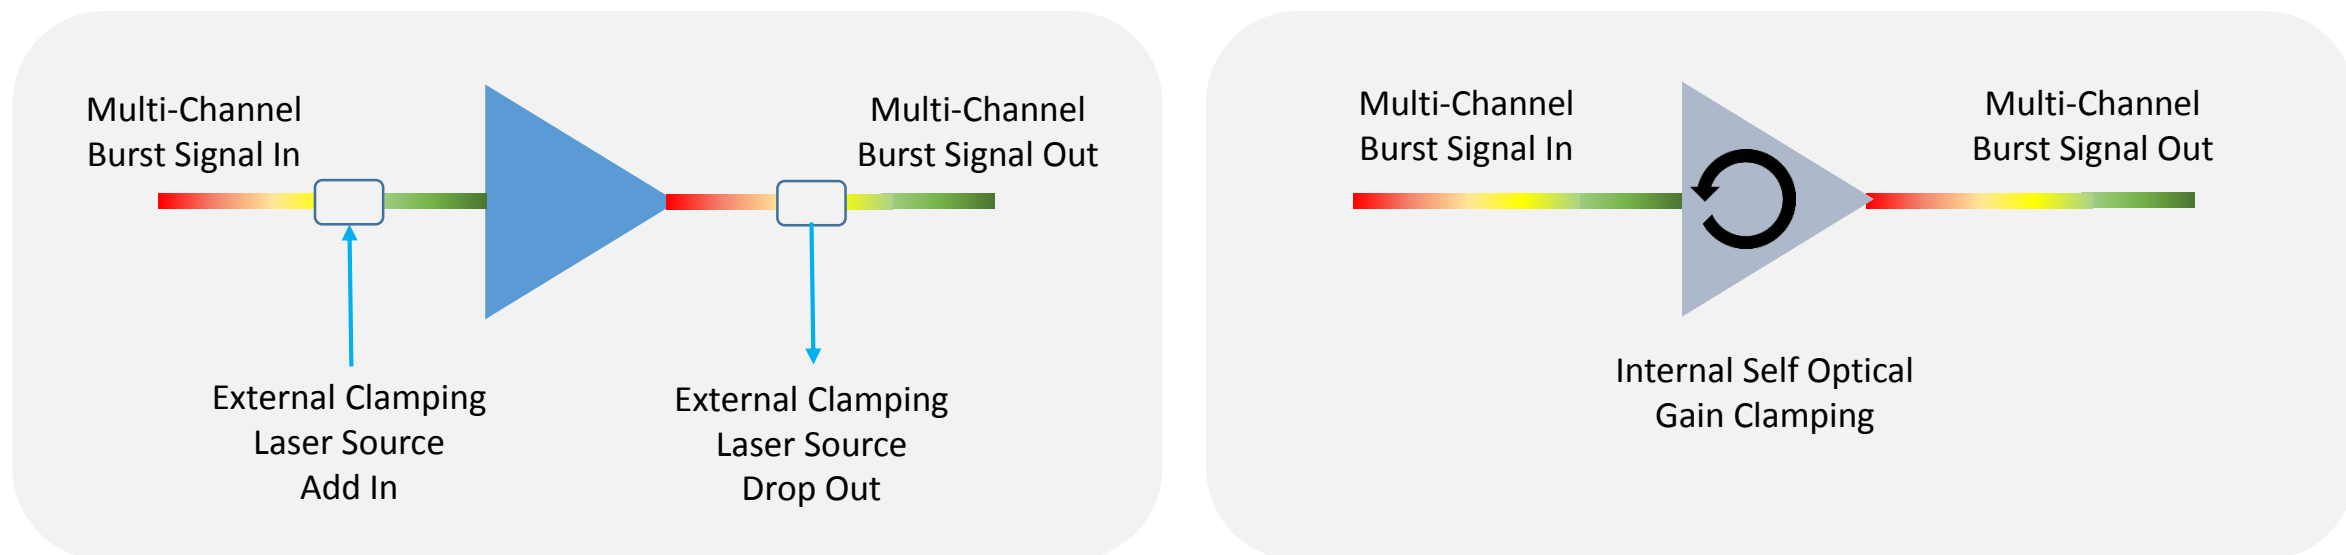 Multi-Channel
Burst Signal In
Multi-Channel
Burst Signal Out
External Clamping
Laser Source
Add In
External Clamping
Laser Source
Drop Out
Multi-Channel
Burst Signal In
Multi-Channel
Burst Signal Out
Internal Self Optical
Gain Clamping